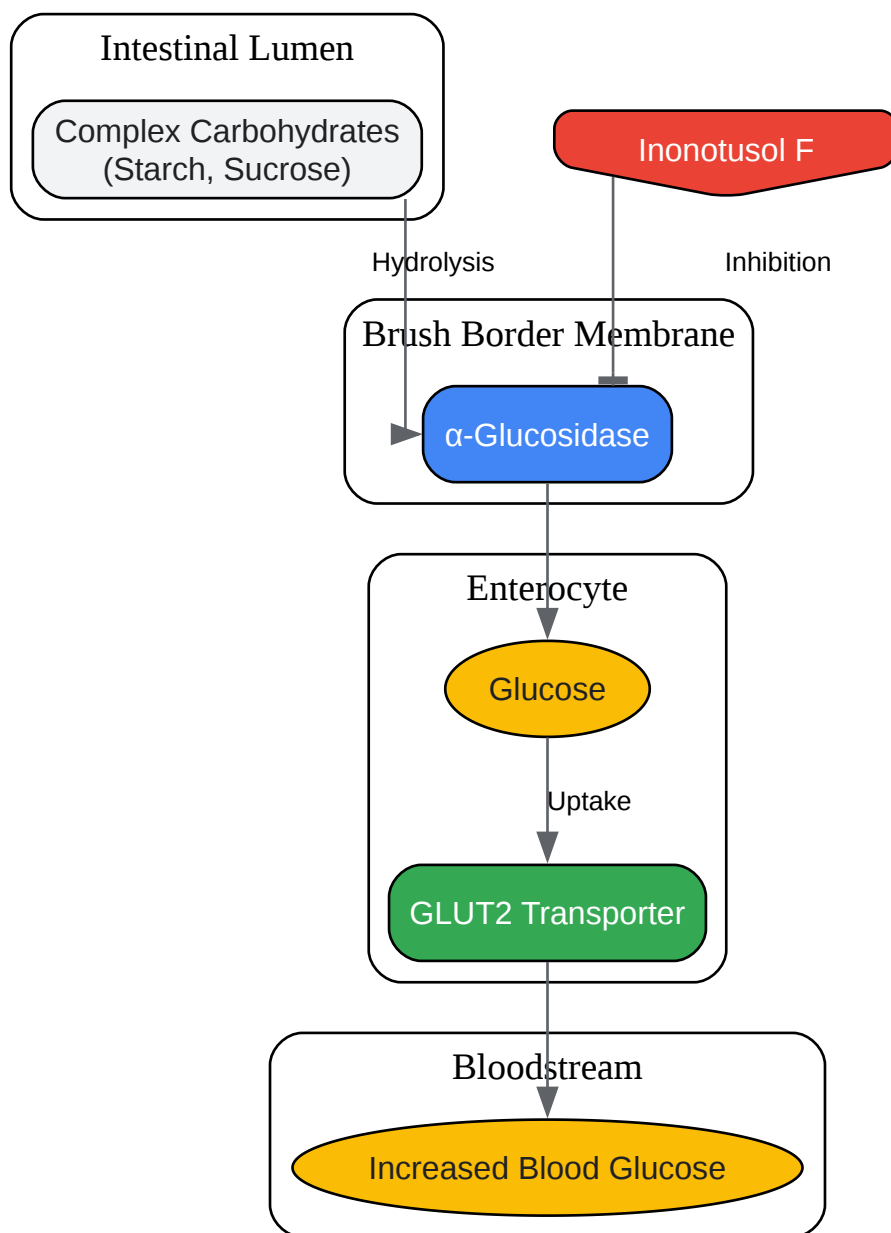 Intestinal Lumen
Complex Carbohydrates
(Starch, Sucrose)
Inonotusol F
Hydrolysis
Inhibition
Brush Border Membrane
α-Glucosidase
Enterocyte
Glucose
Uptake
GLUT2 Transporter
Bloodstream
Increased Blood Glucose